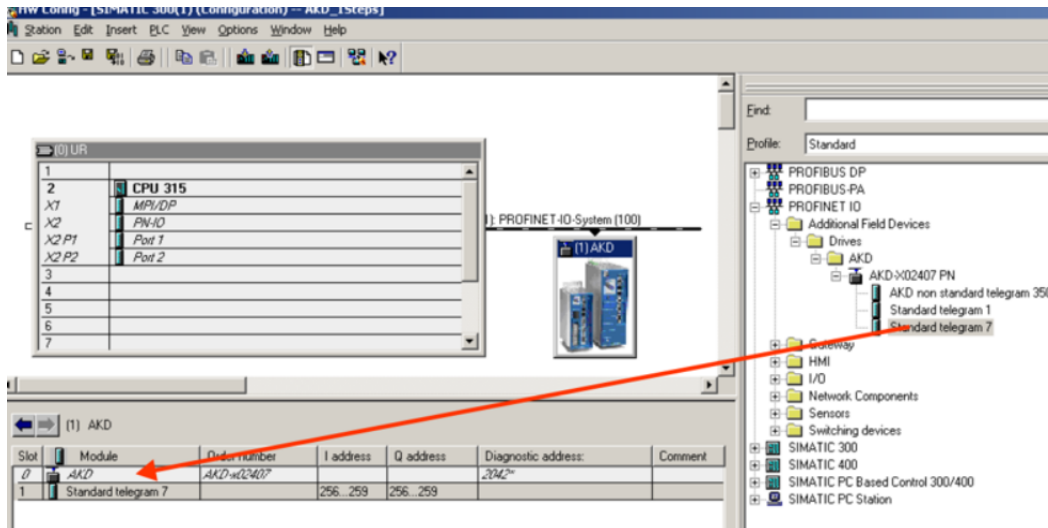 HW Config - [SIMATIC 300(1) (Configuration) -- AKD_1Steps]
Station Edit Insert PLC View Options Window Help
(0) UR
1
2 CPU 315
X1 MPI/DP
X2 PN-IO
X2 P1 Port 1
X2 P2 Port 2
3
4
5
6
7
): PROFINET-IO-System (100)
(1) AKD
Find:
Profile: Standard
PROFIBUS DP
PROFIBUS-PA
PROFINET IO
Additional Field Devices
Drives
AKD
AKD-X02407 PN
AKD non standard telegram 350
Standard telegram 1
Standard telegram 7
Gateway
HMI
I/O
Network Components
Sensors
Switching devices
SIMATIC 300
SIMATIC 400
SIMATIC PC Based Control 300/400
SIMATIC PC Station
(1) AKD
Slot Module Order number I address Q address Diagnostic address: Comment
0 AKD AKD-x02407 2042*
1 Standard telegram 7 256...259 256...259